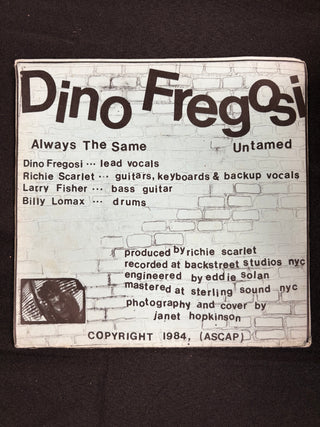 Dino Fregosi
Always The Same Untamed
Dino Fregosi ... lead vocals
Richie Scarlet ... guitars, keyboards & backup vocals
Larry Fisher ... bass guitar
Billy Lomax ... drums
produced by richie scarlet
recorded at backstreet studios nyc
engineered by eddie solan
mastered at sterling sound nyc
photography and cover by
janet hopkinson
COPYRIGHT 1984, (ASCAP)